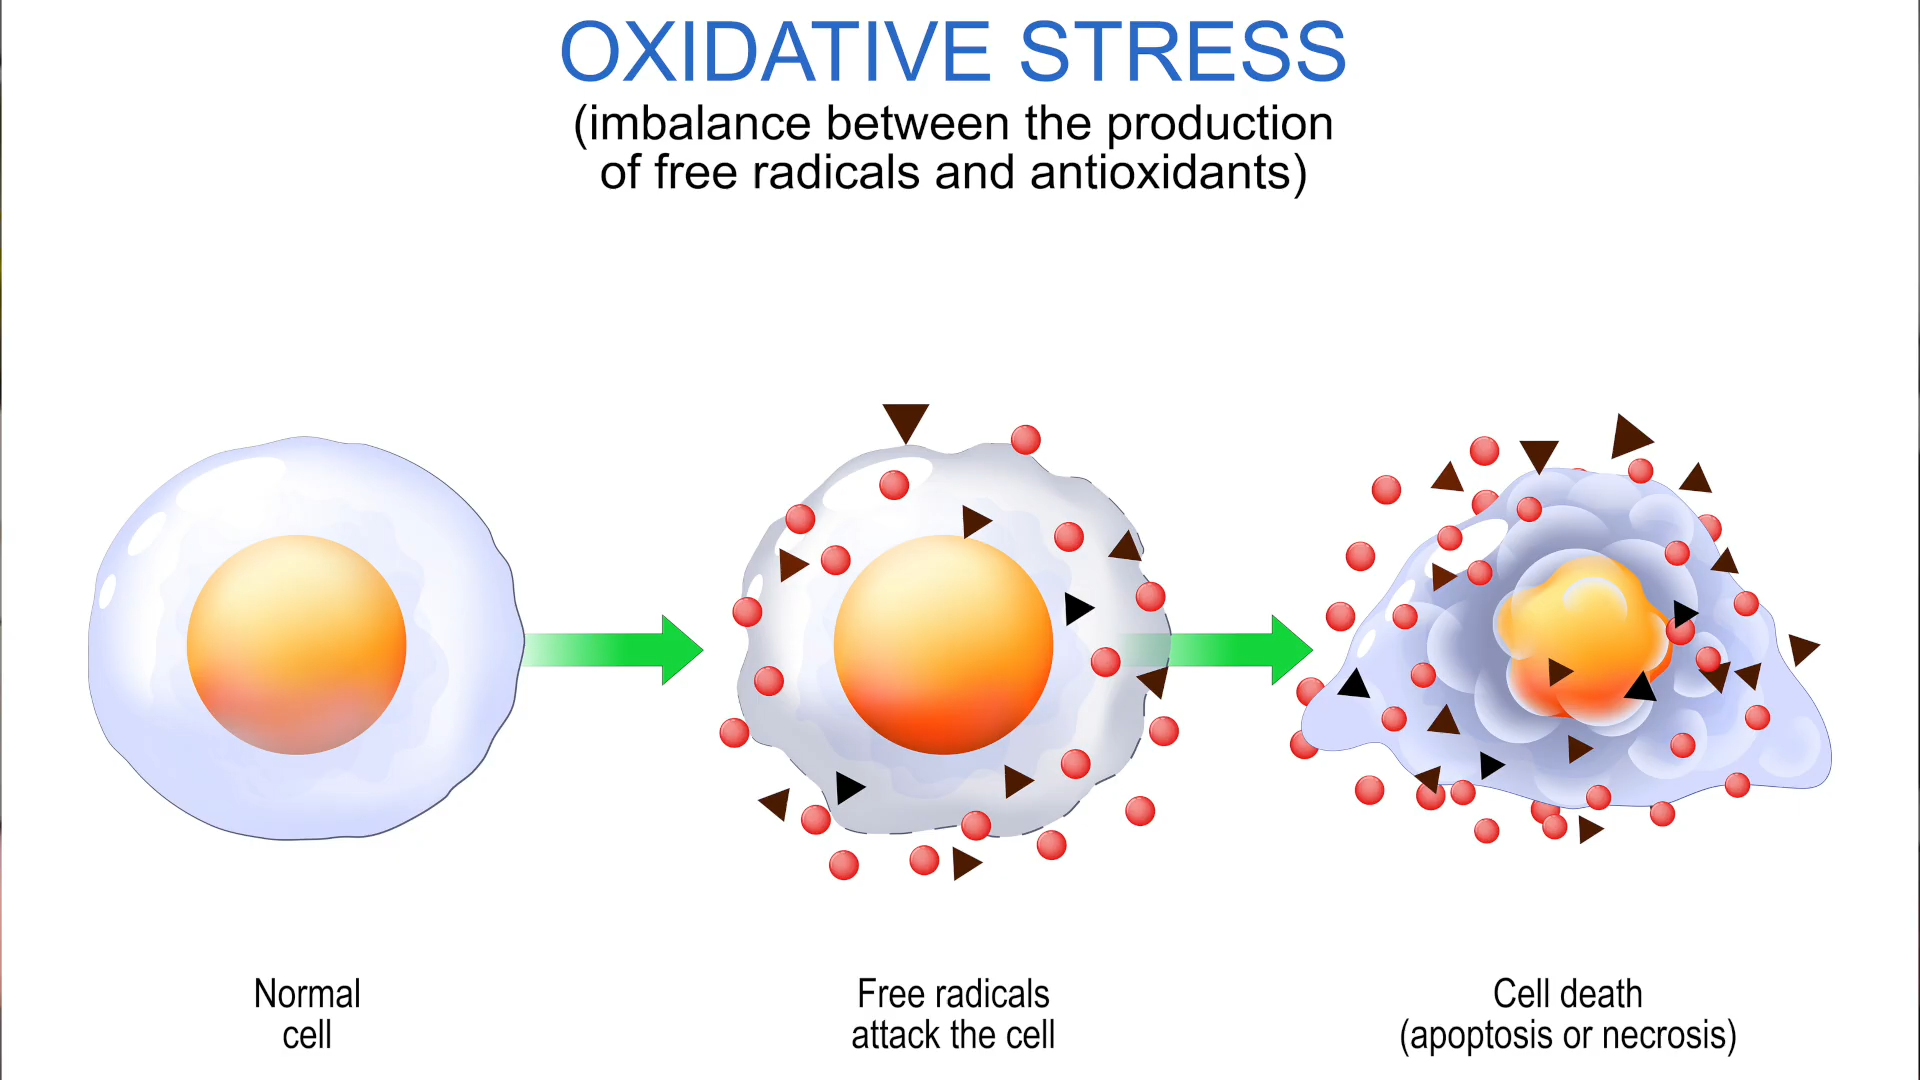 OXIDATIVE STRESS
(imbalance between the production
of free radicals and antioxidants)
Normal
cell
Free radicals
attack the cell
Cell death
(apoptosis or necrosis)